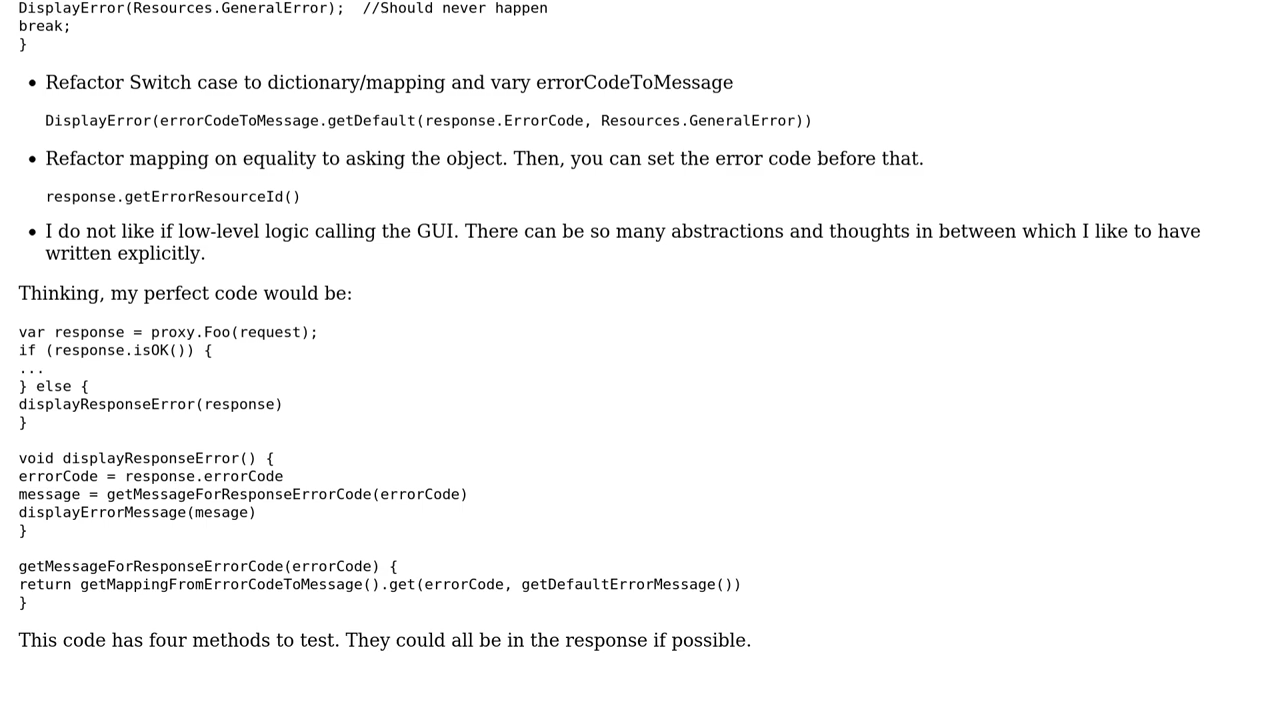 DisplayError(Resources.GeneralError);  //Should never happen
break;
}
• Refactor Switch case to dictionary/mapping and vary errorCodeToMessage
DisplayError(errorCodeToMessage.getDefault(response.ErrorCode, Resources.GeneralError))
• Refactor mapping on equality to asking the object. Then, you can set the error code before that.
response.getErrorResourceId()
• I do not like if low-level logic calling the GUI. There can be so many abstractions and thoughts in between which I like to have
written explicitly.
Thinking, my perfect code would be:
var response = proxy.Foo(request);
if (response.isOK()) {
...
} else {
displayResponseError(response)
}
void displayResponseError() {
errorCode = response.errorCode
message = getMessageForResponseErrorCode(errorCode)
displayErrorMessage(mesage)
}
getMessageForResponseErrorCode(errorCode) {
return getMappingFromErrorCodeToMessage().get(errorCode, getDefaultErrorMessage())
}
This code has four methods to test. They could all be in the response if possible.